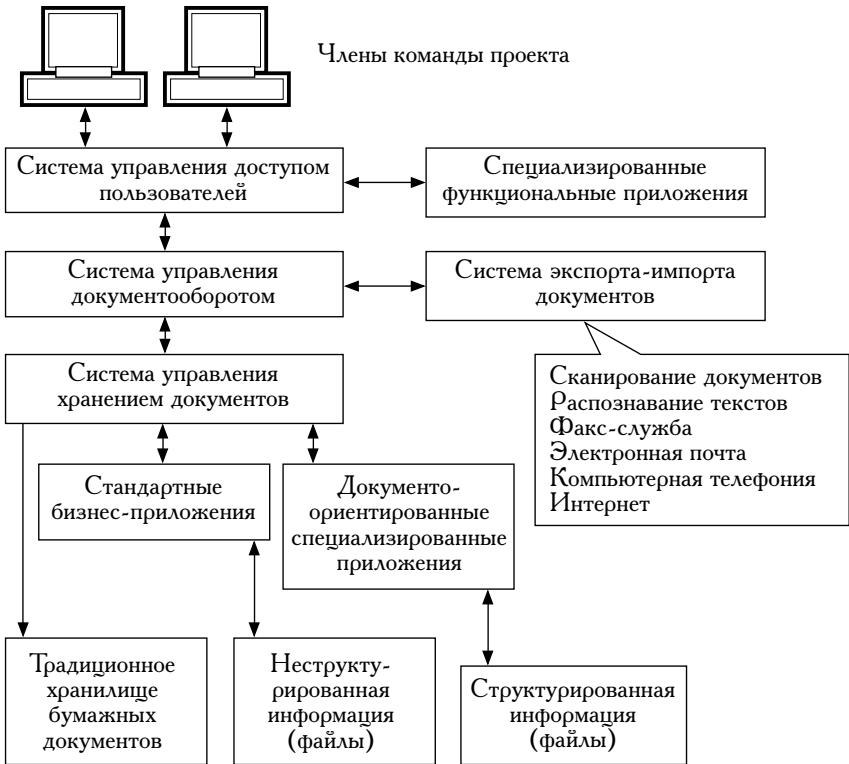 Члены команды проекта
Система управления доступом
пользователей
Специализированные
функциональные приложения
Система управления
документооборотом
Система экспорта-импорта
документов
Система управления
хранением документов
Сканирование документов
Распознавание текстов
Факс-служба
Электронная почта
Компьютерная телефония
Интернет
Стандартные
бизнес-приложения
Документо-
ориентированные
специализированные
приложения
Традиционное
хранилище
бумажных
документов
Неструкту-
рированная
информация
(файлы)
Структурированная
информация
(файлы)